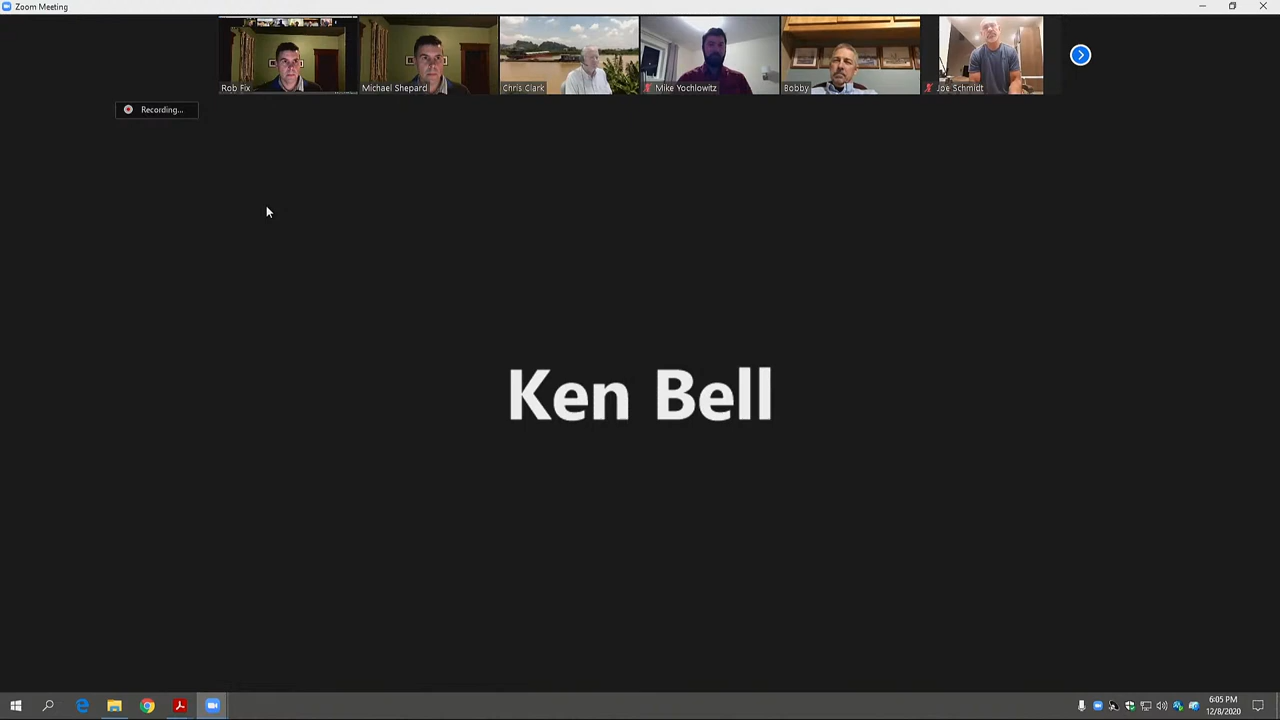 Zoom Meeting
Rob Fix
Michael Shepard
Chris Clark
Mike Yochlowitz
Bobby
Joe Schmidt
Recording...
Ken Bell
6:05 PM
12/8/2020